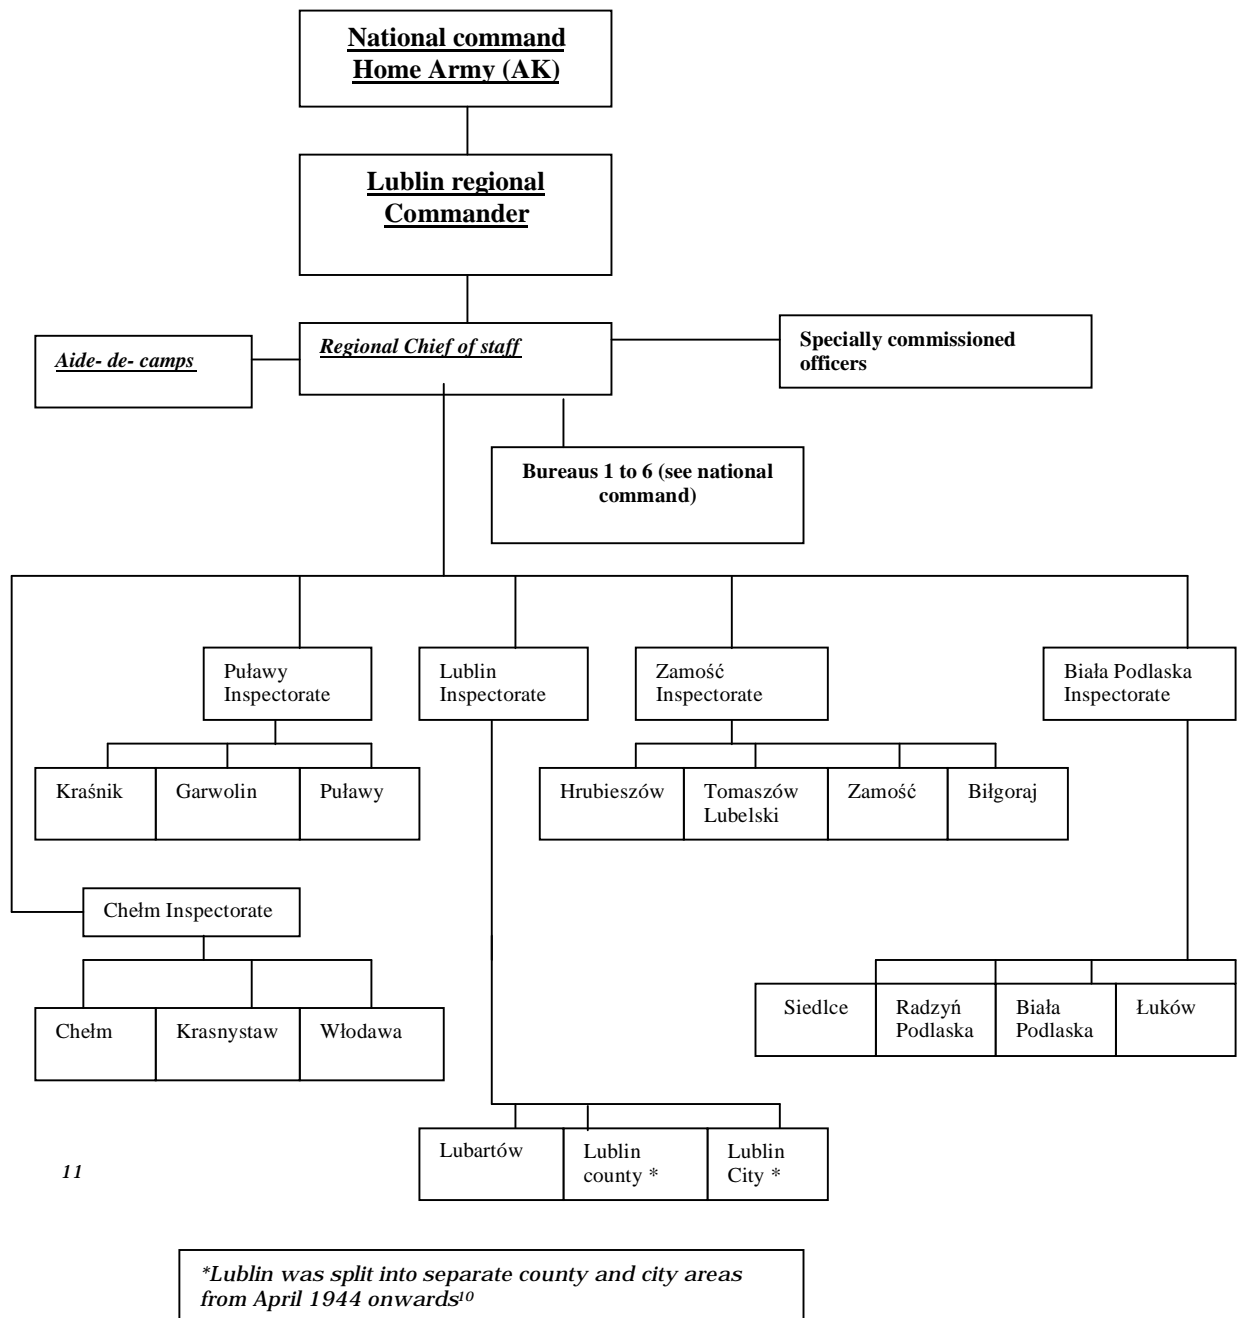 National command
Home Army (AK)
Lublin regional
Commander
Aide- de- camps
Regional Chief of staff
Specially commissioned
officers
Bureaus 1 to 6 (see national
command)
Puławy
Inspectorate
Lublin
Inspectorate
Zamość
Inspectorate
Biała Podlaska
Inspectorate
Kraśnik
Garwolin
Puławy
Hrubieszów
Tomaszów
Lubelski
Zamość
Biłgoraj
Chełm Inspectorate
Chełm
Krasnystaw
Włodawa
Siedlce
Radzyń
Podlaska
Biała
Podlaska
Łuków
Lubartów
Lublin
county *
Lublin
City *
11
*Lublin was split into separate county and city areas
from April 1944 onwards¹⁰